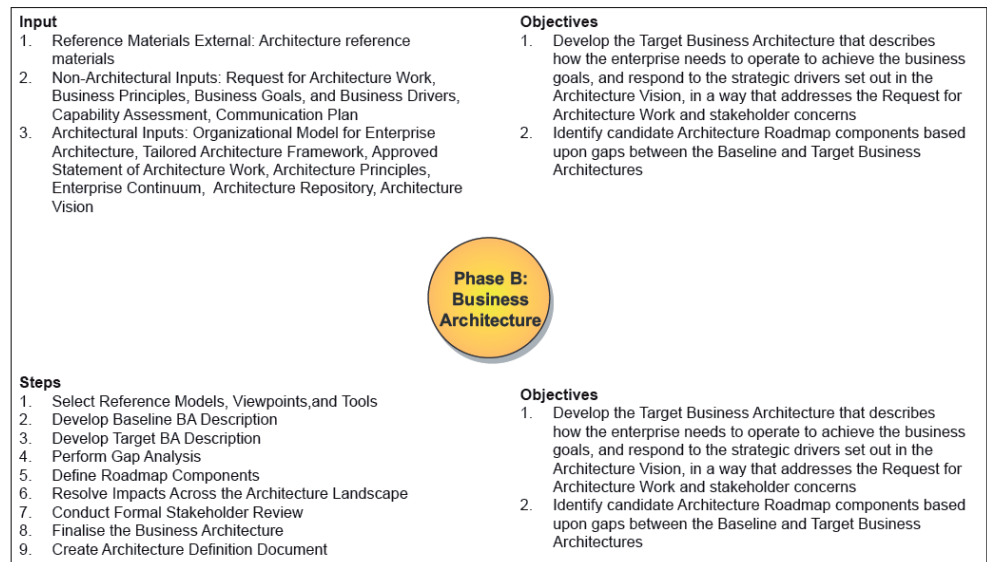 Input
1. Reference Materials External: Architecture reference
materials
2. Non-Architectural Inputs: Request for Architecture Work,
Business Principles, Business Goals, and Business Drivers,
Capability Assessment, Communication Plan
3. Architectural Inputs: Organizational Model for Enterprise
Architecture, Tailored Architecture Framework, Approved
Statement of Architecture Work, Architecture Principles,
Enterprise Continuum, Architecture Repository, Architecture
Vision
Objectives
1. Develop the Target Business Architecture that describes
how the enterprise needs to operate to achieve the business
goals, and respond to the strategic drivers set out in the
Architecture Vision, in a way that addresses the Request for
Architecture Work and stakeholder concerns
2. Identify candidate Architecture Roadmap components based
upon gaps between the Baseline and Target Business
Architectures
Phase B:
Business
Architecture
Steps
1. Select Reference Models, Viewpoints,and Tools
2. Develop Baseline BA Description
3. Develop Target BA Description
4. Perform Gap Analysis
5. Define Roadmap Components
6. Resolve Impacts Across the Architecture Landscape
7. Conduct Formal Stakeholder Review
8. Finalise the Business Architecture
9. Create Architecture Definition Document
Objectives
1. Develop the Target Business Architecture that describes
how the enterprise needs to operate to achieve the business
goals, and respond to the strategic drivers set out in the
Architecture Vision, in a way that addresses the Request for
Architecture Work and stakeholder concerns
2. Identify candidate Architecture Roadmap components based
upon gaps between the Baseline and Target Business
Architectures